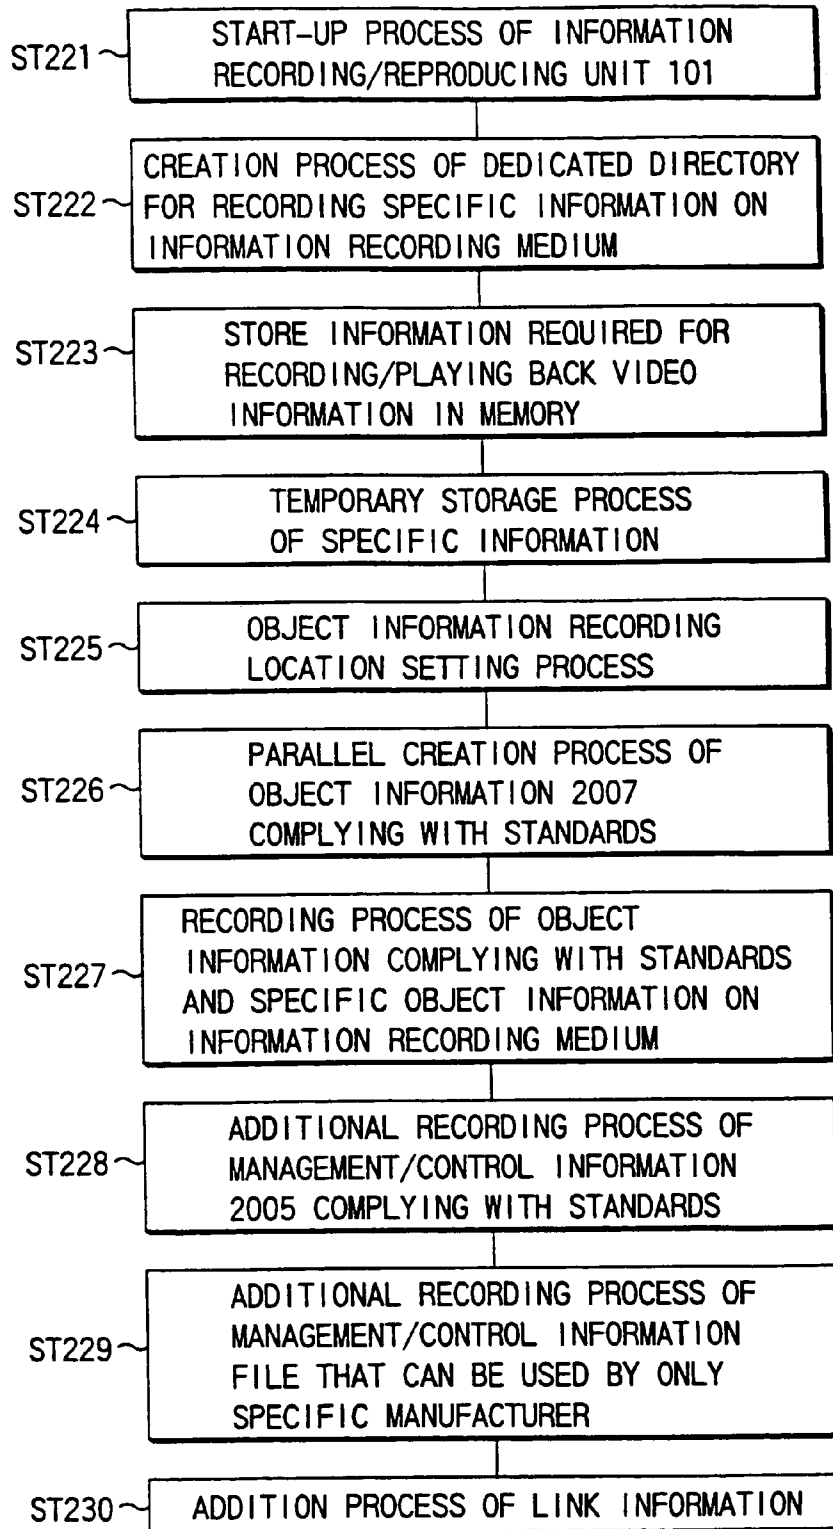 ST221
START-UP PROCESS OF INFORMATION
RECORDING/REPRODUCING UNIT 101
ST222
CREATION PROCESS OF DEDICATED DIRECTORY
FOR RECORDING SPECIFIC INFORMATION ON
INFORMATION RECORDING MEDIUM
ST223
STORE INFORMATION REQUIRED FOR
RECORDING/PLAYING BACK VIDEO
INFORMATION IN MEMORY
ST224
TEMPORARY STORAGE PROCESS
OF SPECIFIC INFORMATION
ST225
OBJECT INFORMATION RECORDING
LOCATION SETTING PROCESS
ST226
PARALLEL CREATION PROCESS OF
OBJECT INFORMATION 2007
COMPLYING WITH STANDARDS
ST227
RECORDING PROCESS OF OBJECT
INFORMATION COMPLYING WITH STANDARDS
AND SPECIFIC OBJECT INFORMATION ON
INFORMATION RECORDING MEDIUM
ST228
ADDITIONAL RECORDING PROCESS OF
MANAGEMENT/CONTROL INFORMATION
2005 COMPLYING WITH STANDARDS
ST229
ADDITIONAL RECORDING PROCESS OF
MANAGEMENT/CONTROL INFORMATION
FILE THAT CAN BE USED BY ONLY
SPECIFIC MANUFACTURER
ST230
ADDITION PROCESS OF LINK INFORMATION